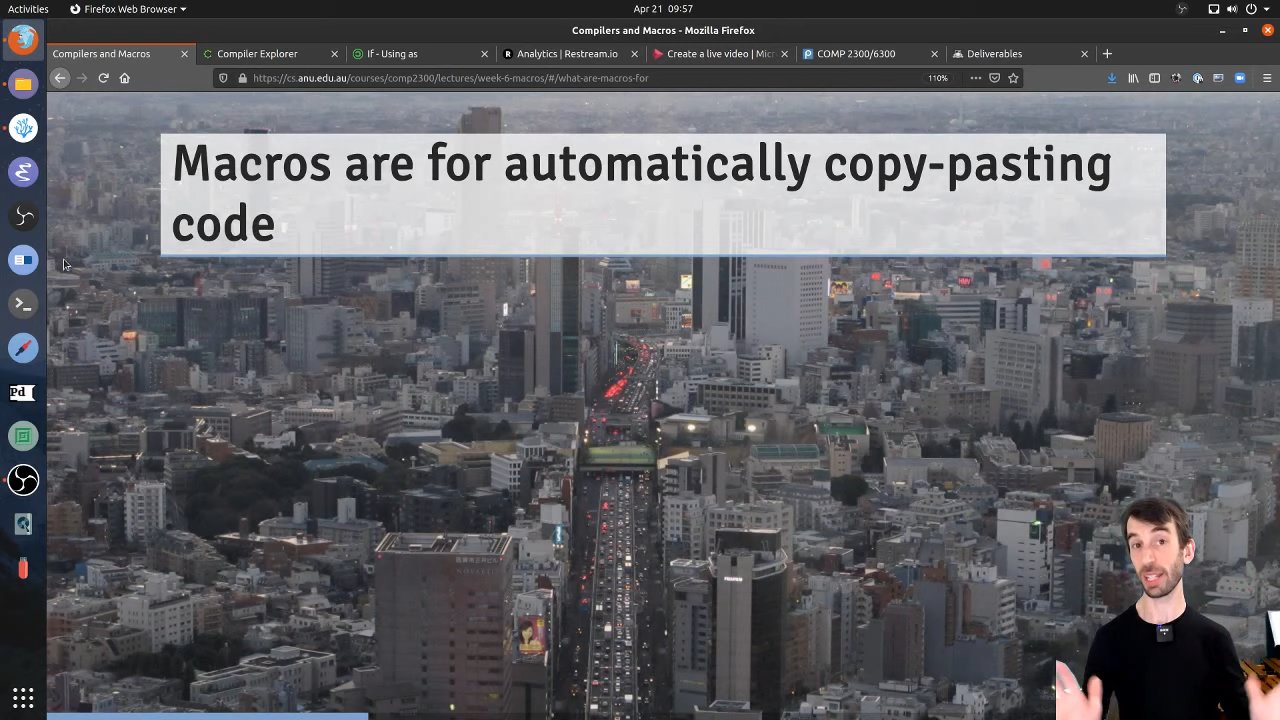 Activities
Firefox Web Browser
Apr 21 09:57
Compilers and Macros - Mozilla Firefox
Compilers and Macros
Compiler Explorer
If - Using as
Analytics | Restream.io
Create a live video | Micr
COMP 2300/6300
Deliverables
https://cs.anu.edu.au/courses/comp2300/lectures/week-6-macros/#/what-are-macros-for
110%
Macros are for automatically copy-pasting
code
Pd